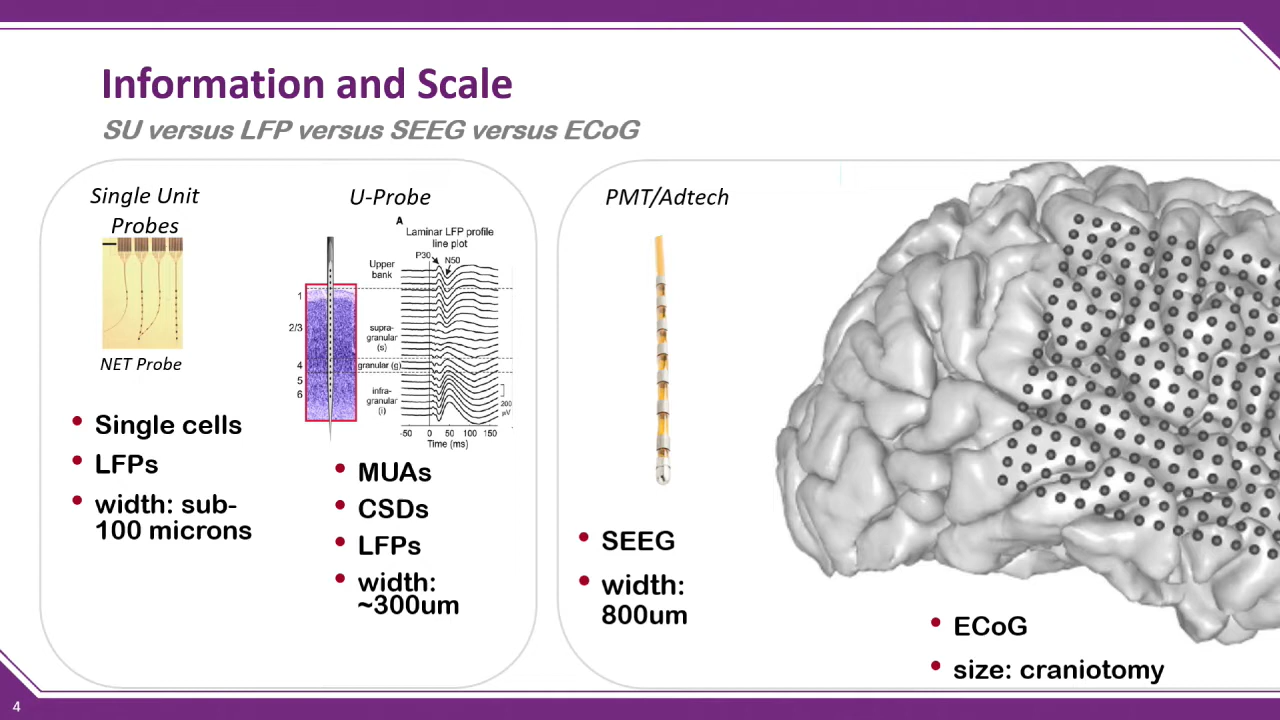 Information and Scale
SU versus LFP versus SEEG versus ECoG
Single Unit
Probes
NET Probe
• Single cells
• LFPs
• width: sub-
100 microns
U-Probe
A
Laminar LFP profile
line plot
P30
N50
Upper
bank
1
2/3
supra-
granular
(s)
4
granular (g)
5
6
infra-
granular
(i)
200
µV
-50 0 50 100 150
Time (ms)
• MUAs
• CSDs
• LFPs
• width:
~300um
PMT/Adtech
• SEEG
• width:
800um
• ECoG
• size: craniotomy
4